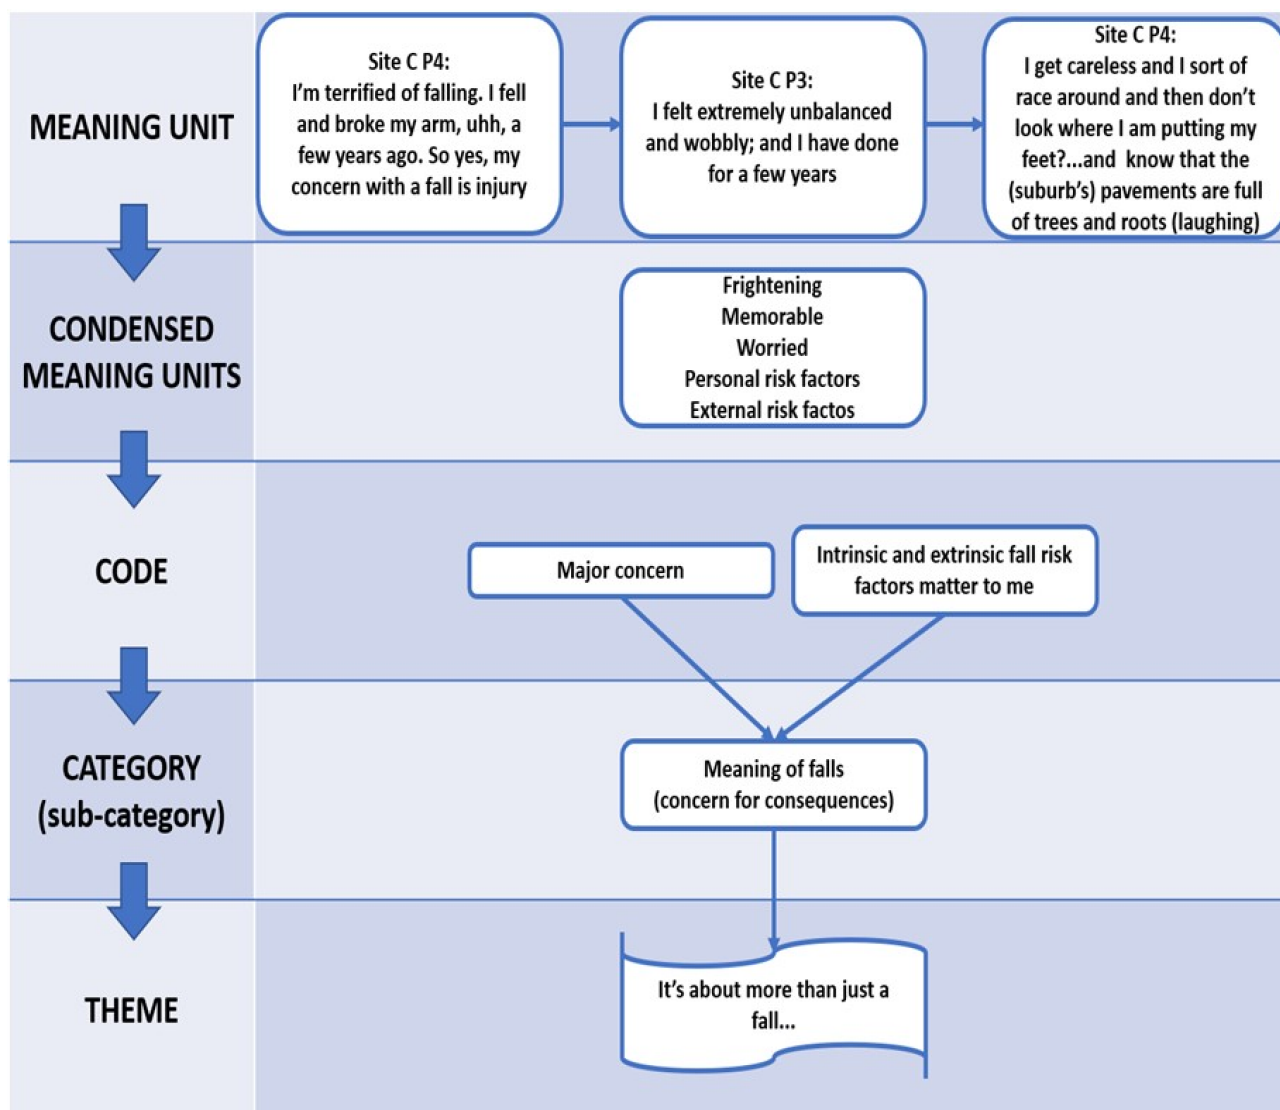 MEANING UNIT
Site C P4:
I'm terrified of falling. I fell
and broke my arm, uhh, a
few years ago. So yes, my
concern with a fall is injury
Site C P3:
I felt extremely unbalanced
and wobbly; and I have done
for a few years
Site C P4:
I get careless and I sort of
race around and then don't
look where I am putting my
feet?...and know that the
(suburb's) pavements are full
of trees and roots (laughing)
CONDENSED
MEANING UNITS
Frightening
Memorable
Worried
Personal risk factors
External risk factos
CODE
Major concern
Intrinsic and extrinsic fall risk
factors matter to me
CATEGORY
(sub-category)
Meaning of falls
(concern for consequences)
THEME
It's about more than just a
fall...